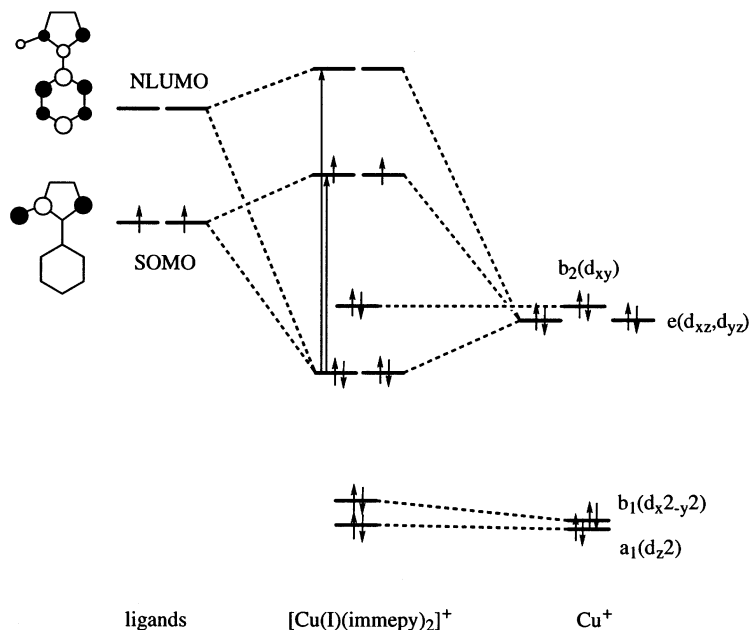 NLUMO
SOMO
b₂(dxy)
e(dxz,dyz)
b₁(dx2-y2)
a₁(dz2)
ligands
[Cu(I)(immepy)₂]⁺
Cu⁺